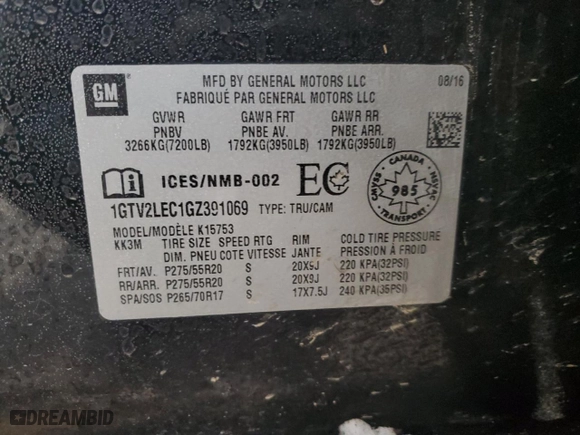 GM
MFD BY GENERAL MOTORS LLC 08/16
FABRIQUÉ PAR GENERAL MOTORS LLC
GVWR GAWR FRT GAWR RR
PNBV PNBE AV. PNBE ARR.
3266KG(7200LB) 1792KG(3950LB) 1792KG(3950LB)
ICES/NMB-002 EC
CANADA
CMVSS NSVAC
985
TRANSPORT
1GTV2LEC1GZ391069 TYPE: TRU/CAM
MODEL/MODÈLE K15753
KK3M TIRE SIZE SPEED RTG RIM COLD TIRE PRESSURE
DIM. PNEU COTE VITESSE JANTE PRESSION À FROID
FRT/AV. P275/55R20 S 20X9J 220 KPA(32PSI)
RR/ARR. P275/55R20 S 20X9J 220 KPA(32PSI)
SPA/SOS P265/70R17 S 17X7.5J 240 KPA(35PSI)
DREAMBID